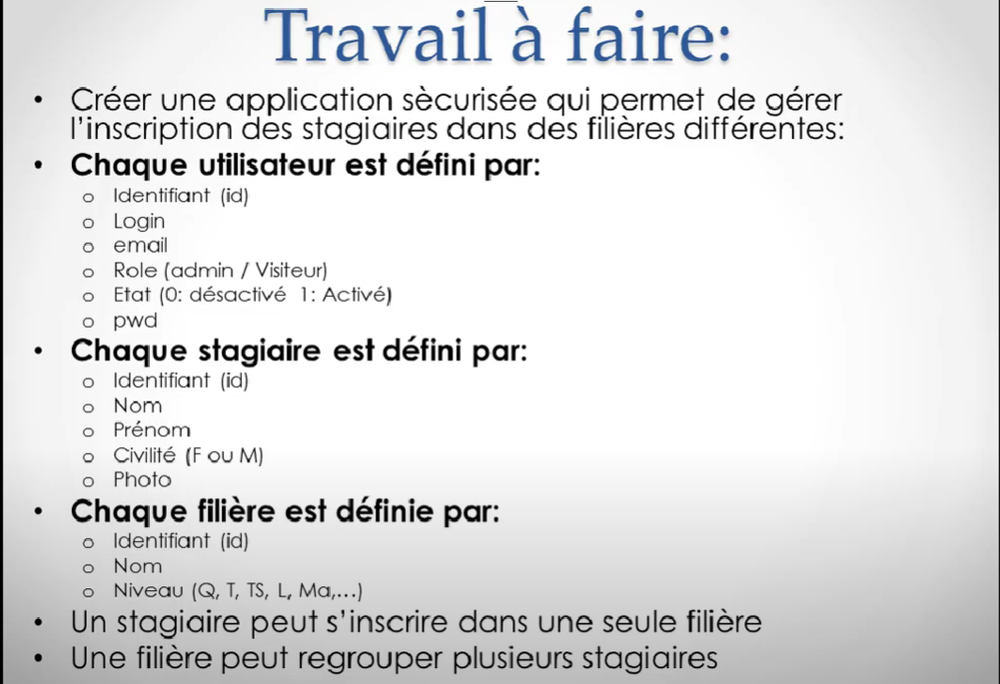 Travail à faire:
• Créer une application sècurisée qui permet de gérer
l'inscription des stagiaires dans des filières différentes:
• Chaque utilisateur est défini par:
o Identifiant (id)
o Login
o email
o Role (admin / Visiteur)
o Etat (0: désactivé 1: Activé)
o pwd
• Chaque stagiaire est défini par:
o Identifiant (id)
o Nom
o Prénom
o Civilité (F ou M)
o Photo
• Chaque filière est définie par:
o Identifiant (id)
o Nom
o Niveau (Q, T, TS, L, Ma,...)
• Un stagiaire peut s'inscrire dans une seule filière
• Une filière peut regrouper plusieurs stagiaires